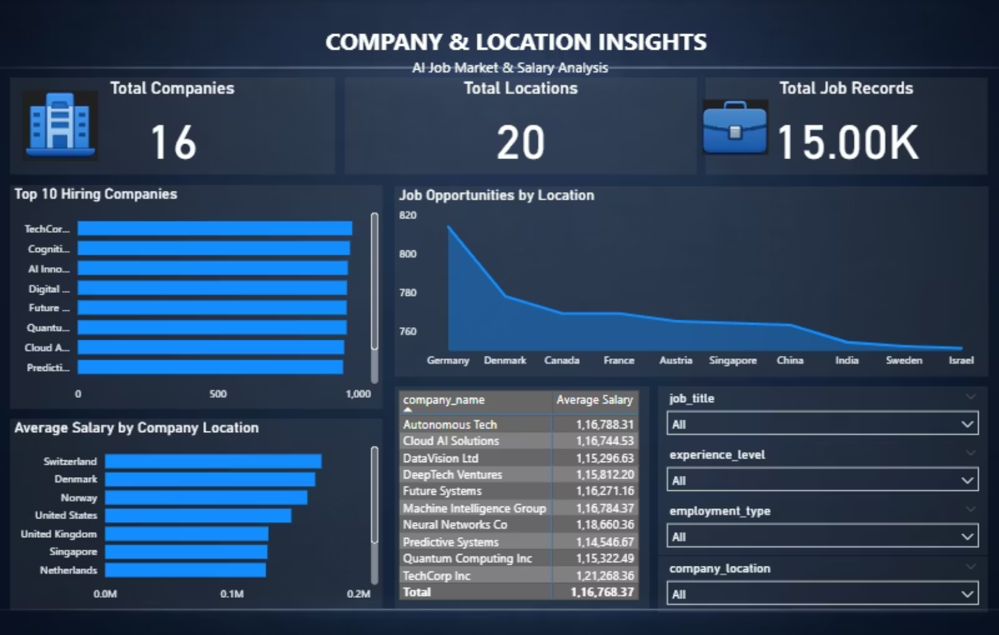 COMPANY & LOCATION INSIGHTS
AI Job Market & Salary Analysis
Total Companies
16
Total Locations
20
Total Job Records
15.00K
Top 10 Hiring Companies
TechCor...
Cogniti...
AI Inno...
Digital ...
Future ...
Quantu...
Cloud A...
Predicti...
0 500 1,000
Job Opportunities by Location
820
800
780
760
Germany Denmark Canada France Austria Singapore China India Sweden Israel
Average Salary by Company Location
Switzerland
Denmark
Norway
United States
United Kingdom
Singapore
Netherlands
0.0M 0.1M 0.2M
company_name Average Salary
Autonomous Tech 1,16,788.31
Cloud AI Solutions 1,16,744.53
DataVision Ltd 1,15,296.63
DeepTech Ventures 1,15,812.20
Future Systems 1,16,271.16
Machine Intelligence Group 1,16,784.37
Neural Networks Co 1,18,660.36
Predictive Systems 1,14,546.67
Quantum Computing Inc 1,15,322.49
TechCorp Inc 1,21,268.36
Total 1,16,768.37
job_title
All
experience_level
All
employment_type
All
company_location
All